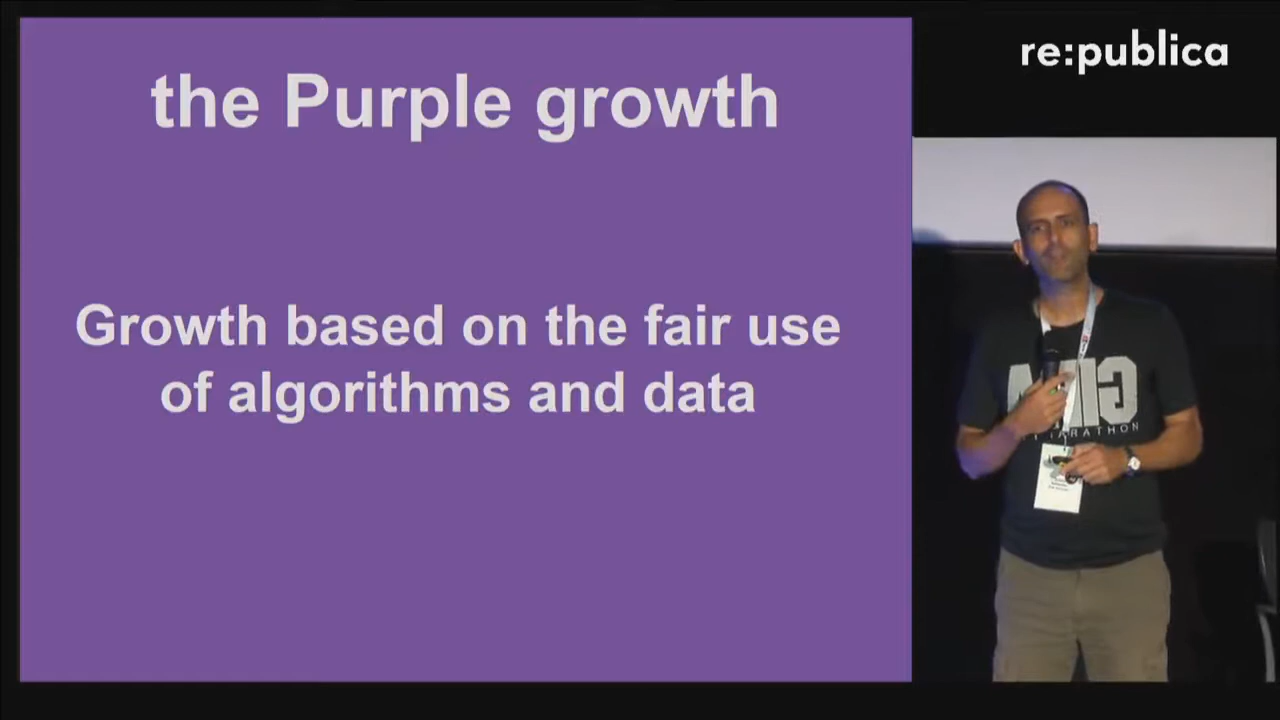 the Purple growth
Growth based on the fair use
of algorithms and data
re:publica